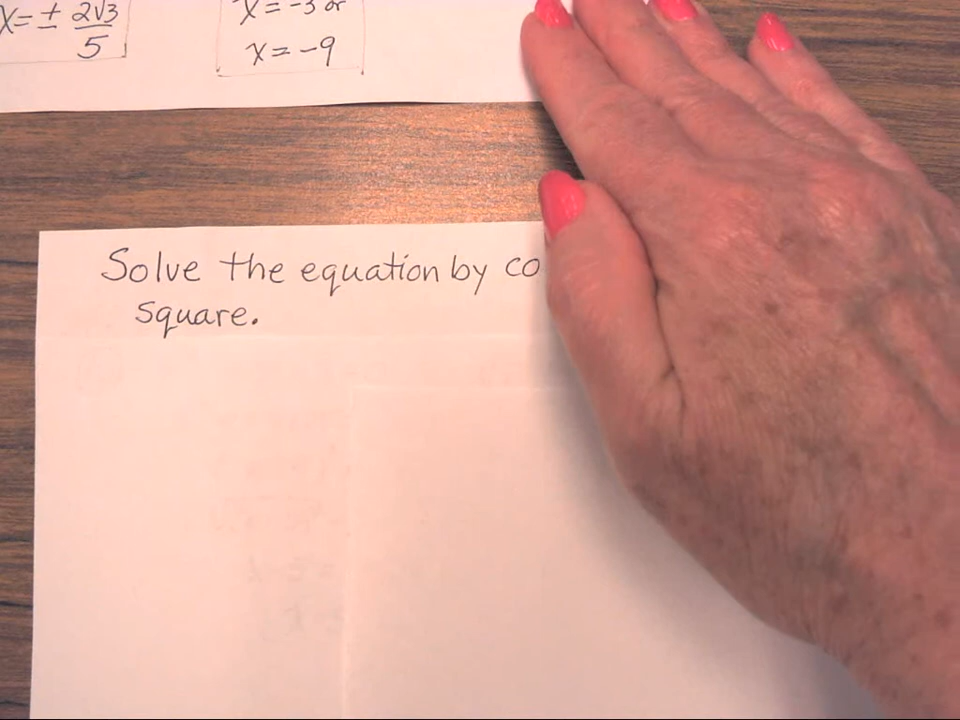 x = ± 2√3/5
x = -3 or
x = -9
Solve the equation by co
square.